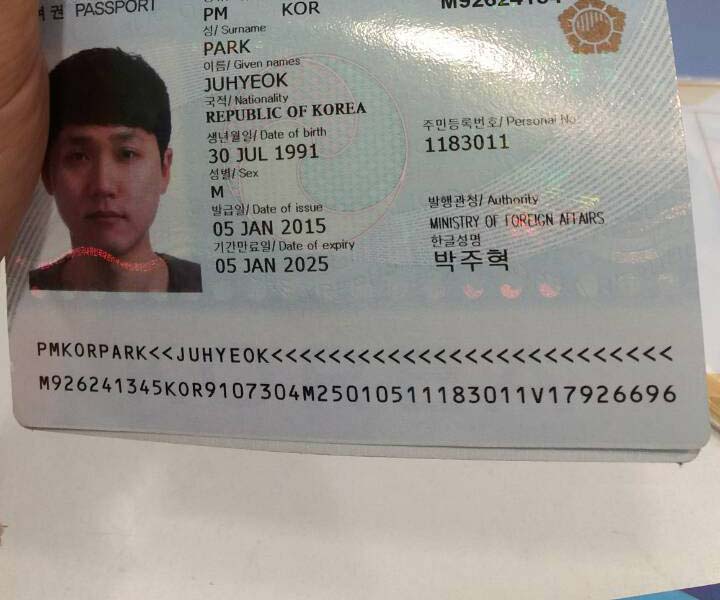 권 PASSPORT
PM KOR
성/ Surname
PARK
이름/ Given names
JUHYEOK
국적/ Nationality
REPUBLIC OF KOREA
생년월일/ Date of birth
30 JUL 1991
주민등록번호/ Personal No
1183011
성별/ Sex
M
발급일/ Date of issue
05 JAN 2015
발행관청/ Authority
MINISTRY OF FOREIGN AFFAIRS
기간만료일/ Date of expiry
05 JAN 2025
한글성명
박주혁
PMKORPARK<<JUHYEOK<<<<<<<<<<<<<<<<<<<<<<<<<<
M926241345KOR9107304M25010511183011V17926696